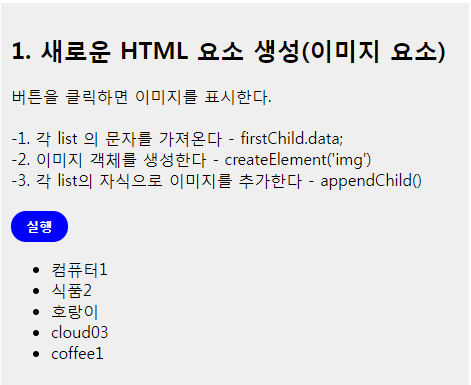 1. 새로운 HTML 요소 생성(이미지 요소)
버튼을 클릭하면 이미지를 표시한다.
-1. 각 list 의 문자를 가져온다 - firstChild.data;
-2. 이미지 객체를 생성한다 - createElement('img')
-3. 각 list의 자식으로 이미지를 추가한다 - appendChild()
실행
• 컴퓨터1
• 식품2
• 호랑이
• cloud03
• coffee1